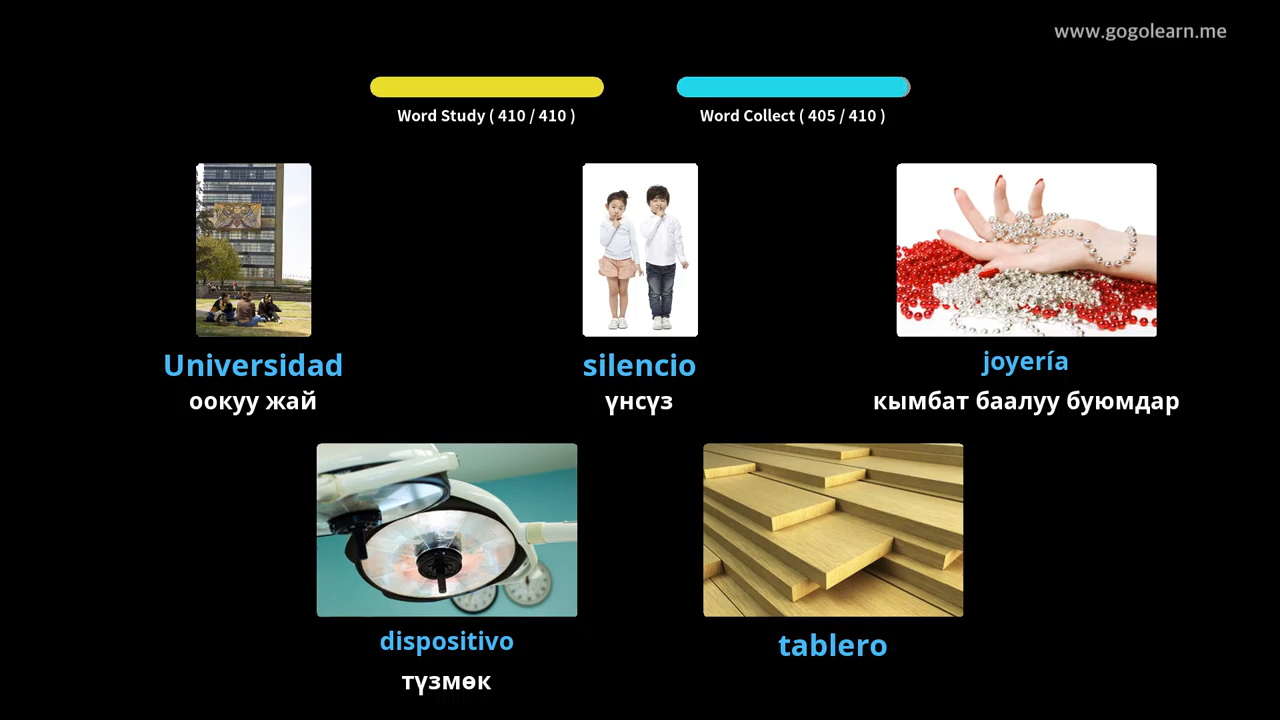 www.gogolearn.me
Word Study ( 410 / 410 )
Word Collect ( 405 / 410 )
Universidad
оокуу жай
silencio
үнсүз
joyería
кымбат баалуу буюмдар
dispositivo
түзмөк
tablero